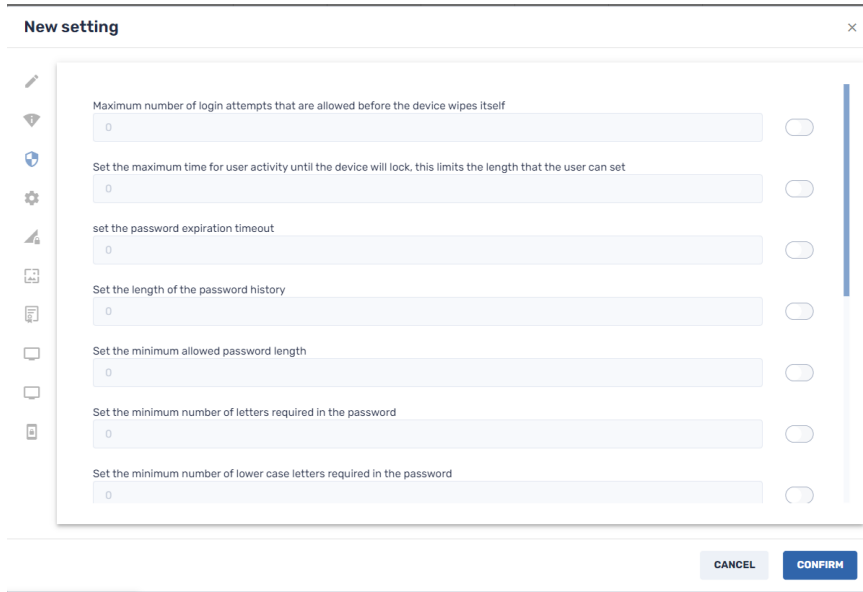 New setting
×
Maximum number of login attempts that are allowed before the device wipes itself
0
Set the maximum time for user activity until the device will lock, this limits the length that the user can set
0
set the password expiration timeout
0
Set the length of the password history
0
Set the minimum allowed password length
0
Set the minimum number of letters required in the password
0
Set the minimum number of lower case letters required in the password
0
CANCEL
CONFIRM